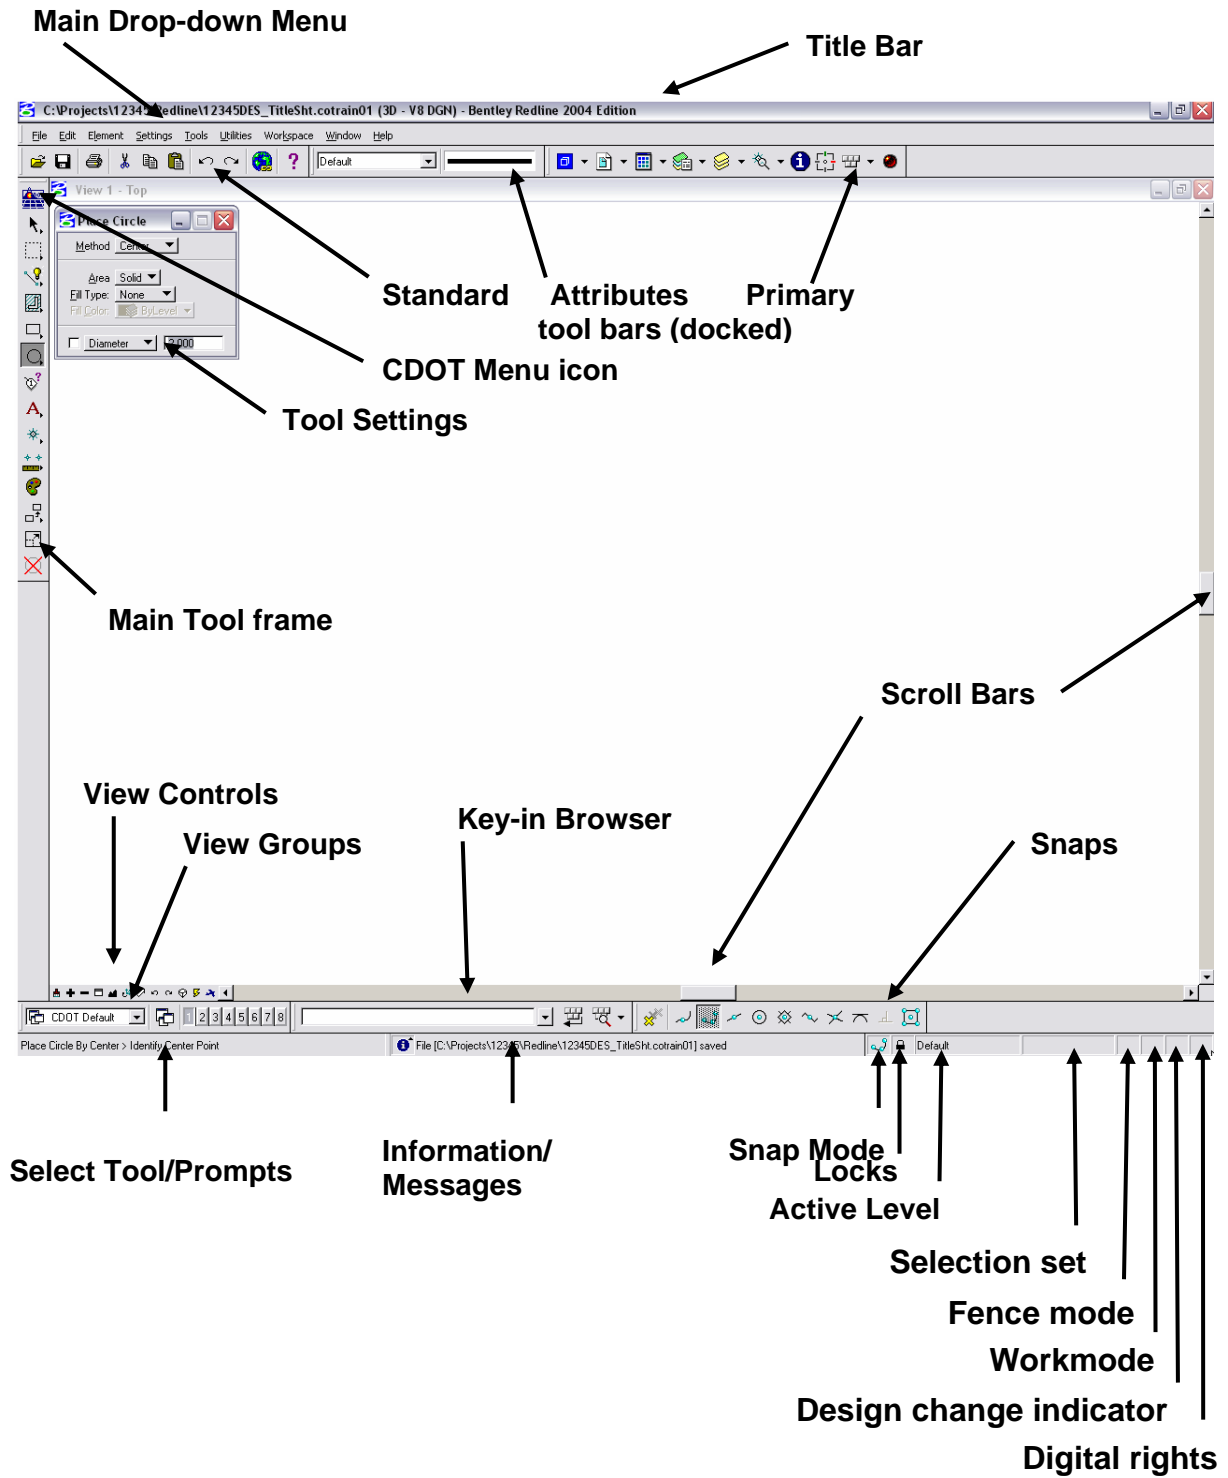 Main Drop-down Menu
Title Bar
C:\Projects\12345\Redline\12345DES_TitleSht.cotrain01 (3D - V8 DGN) - Bentley Redline 2004 Edition
File Edit Element Settings Tools Utilities Workspace Window Help
Default
View 1 - Top
Place Circle
Method Center
Area Solid
Fill Type: None
Fill Color: ByLevel
Diameter
Standard Attributes Primary
tool bars (docked)
CDOT Menu icon
Tool Settings
Main Tool frame
Scroll Bars
View Controls
View Groups
Key-in Browser
Snaps
CDOT Default 1 2 3 4 5 6 7 8
Place Circle By Center > Identify Center Point
File [C:\Projects\12345\Redline\12345DES_TitleSht.cotrain01] saved
Default
Select Tool/Prompts
Information/
Messages
Snap Mode
Locks
Active Level
Selection set
Fence mode
Workmode
Design change indicator
Digital rights